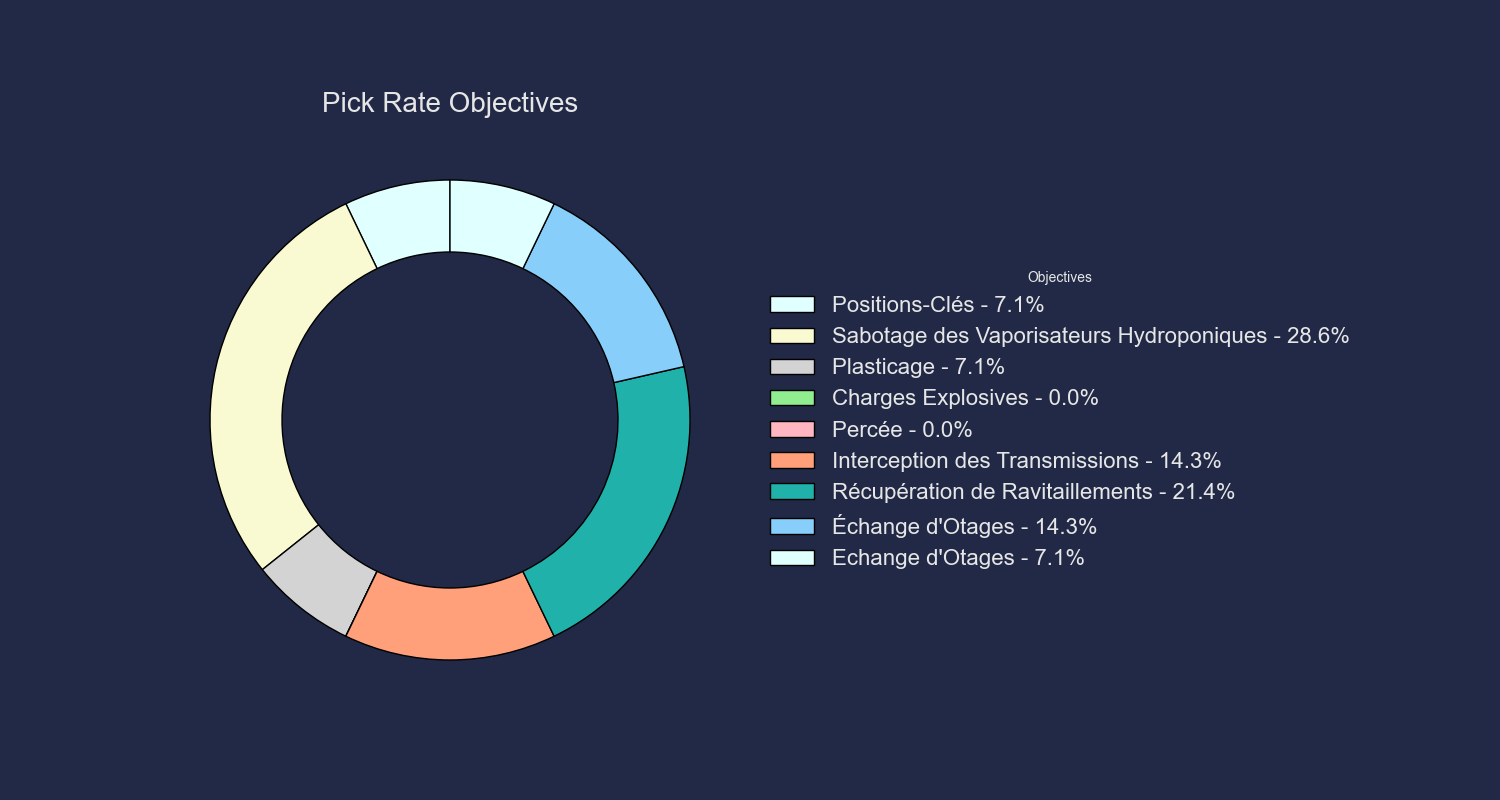 Pick Rate Objectives
Objectives
Positions-Clés - 7.1%
Sabotage des Vaporisateurs Hydroponiques - 28.6%
Plasticage - 7.1%
Charges Explosives - 0.0%
Percée - 0.0%
Interception des Transmissions - 14.3%
Récupération de Ravitaillements - 21.4%
Échange d'Otages - 14.3%
Echange d'Otages - 7.1%